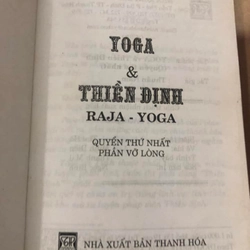 YOGA
&
THIỀN ĐỊNH
RAJA - YOGA
QUYỂN THỨ NHẤT
PHẦN VỠ LÒNG
NHÀ XUẤT BẢN THANH HÓA